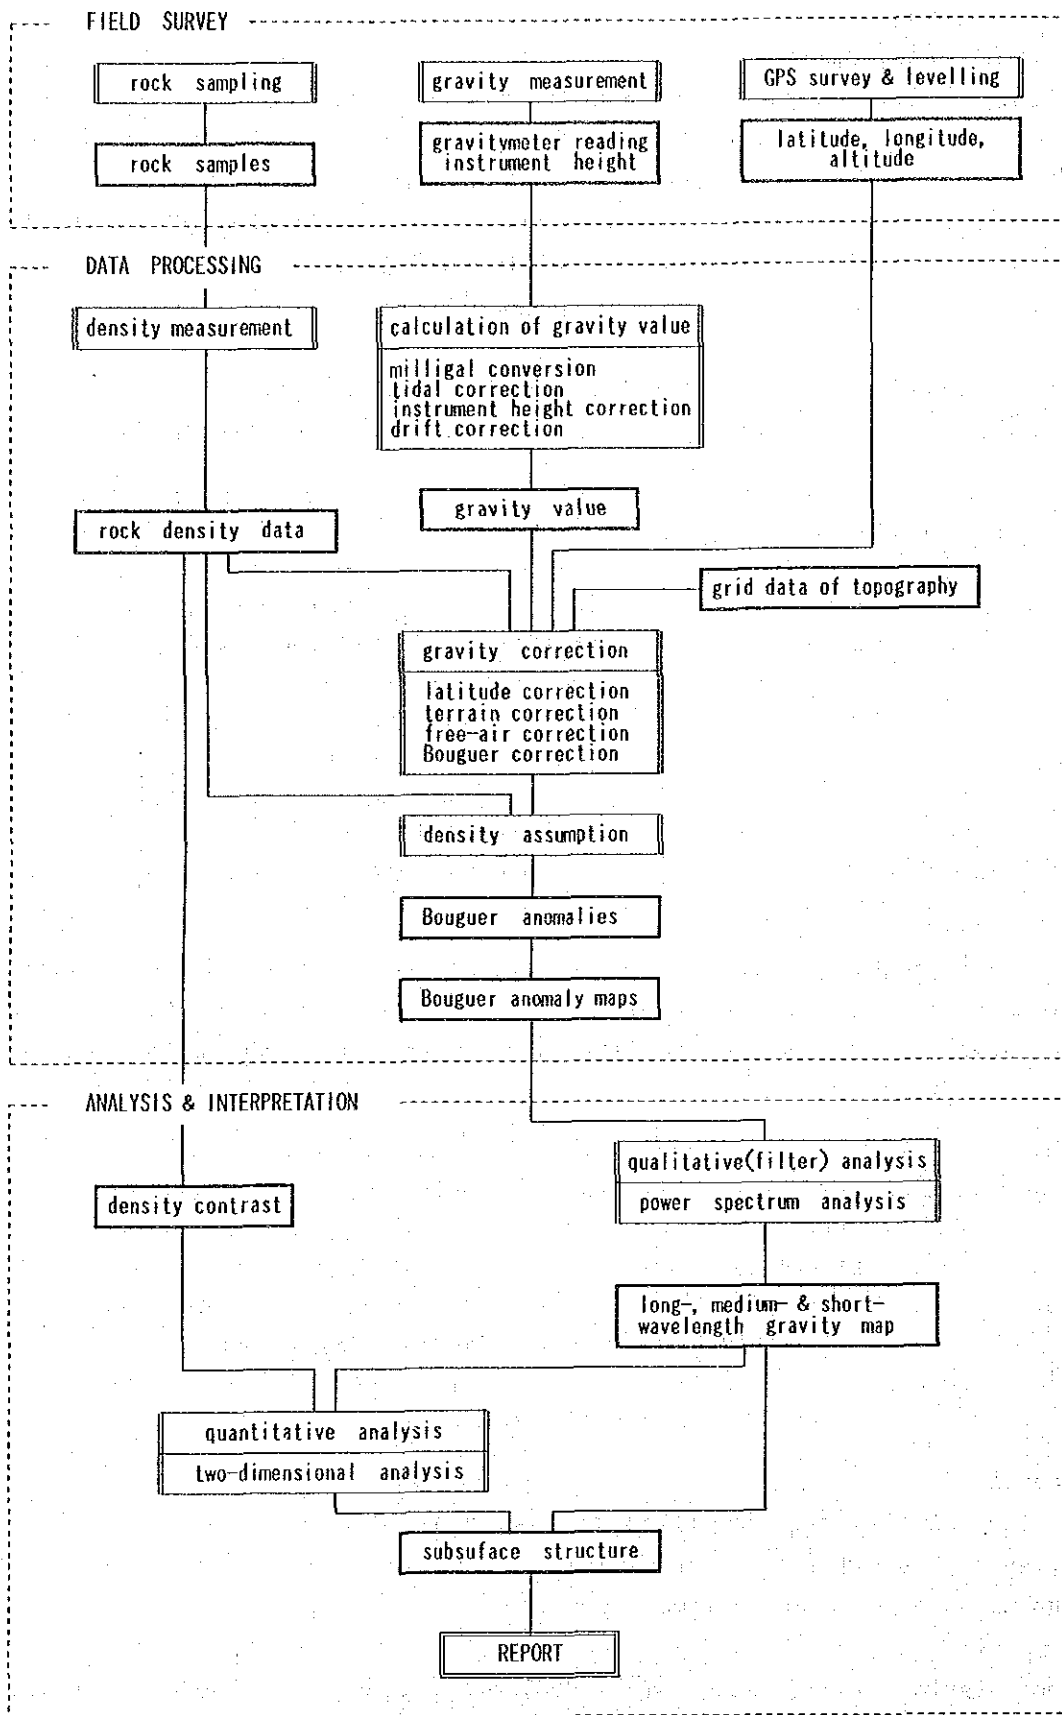 FIELD SURVEY
rock sampling
gravity measurement
GPS survey & levelling
rock samples
gravitymeter reading
instrument height
latitude, longitude,
altitude
DATA PROCESSING
density measurement
calculation of gravity value
milligal conversion
tidal correction
instrument height correction
drift correction
gravity value
rock density data
grid data of topography
gravity correction
latitude correction
terrain correction
free-air correction
Bouguer correction
density assumption
Bouguer anomalies
Bouguer anomaly maps
ANALYSIS & INTERPRETATION
qualitative(filter) analysis
power spectrum analysis
density contrast
long-, medium- & short-
wavelength gravity map
quantitative analysis
two-dimensional analysis
subsuface structure
REPORT